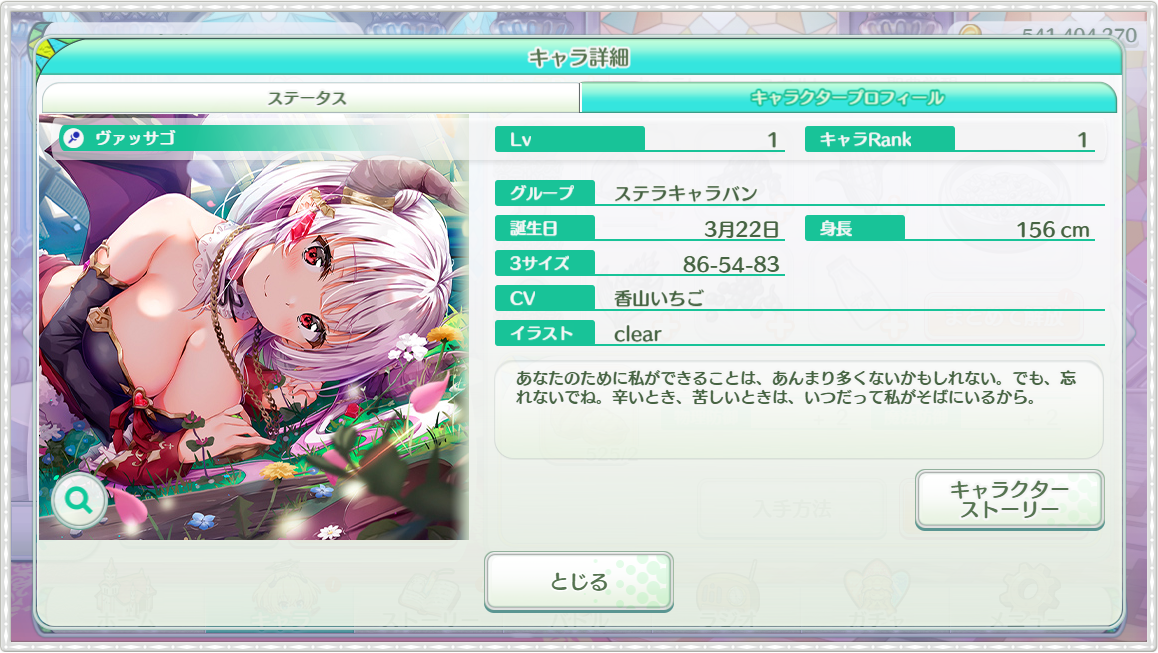 541,404,270
キャラ詳細
ステータス
キャラクタープロフィール
ヴァッサゴ
Lv 1 キャラRank 1
グループ ステラキャラバン
誕生日 3月22日 身長 156 cm
3サイズ 86-54-83
CV 香山いちご
イラスト clear
あなたのために私ができることは、あんまり多くないかもしれない。でも、忘
れないでね。辛いとき、苦しいときは、いつだって私がそばにいるから。
入手方法
キャラクター
ストーリー
とじる